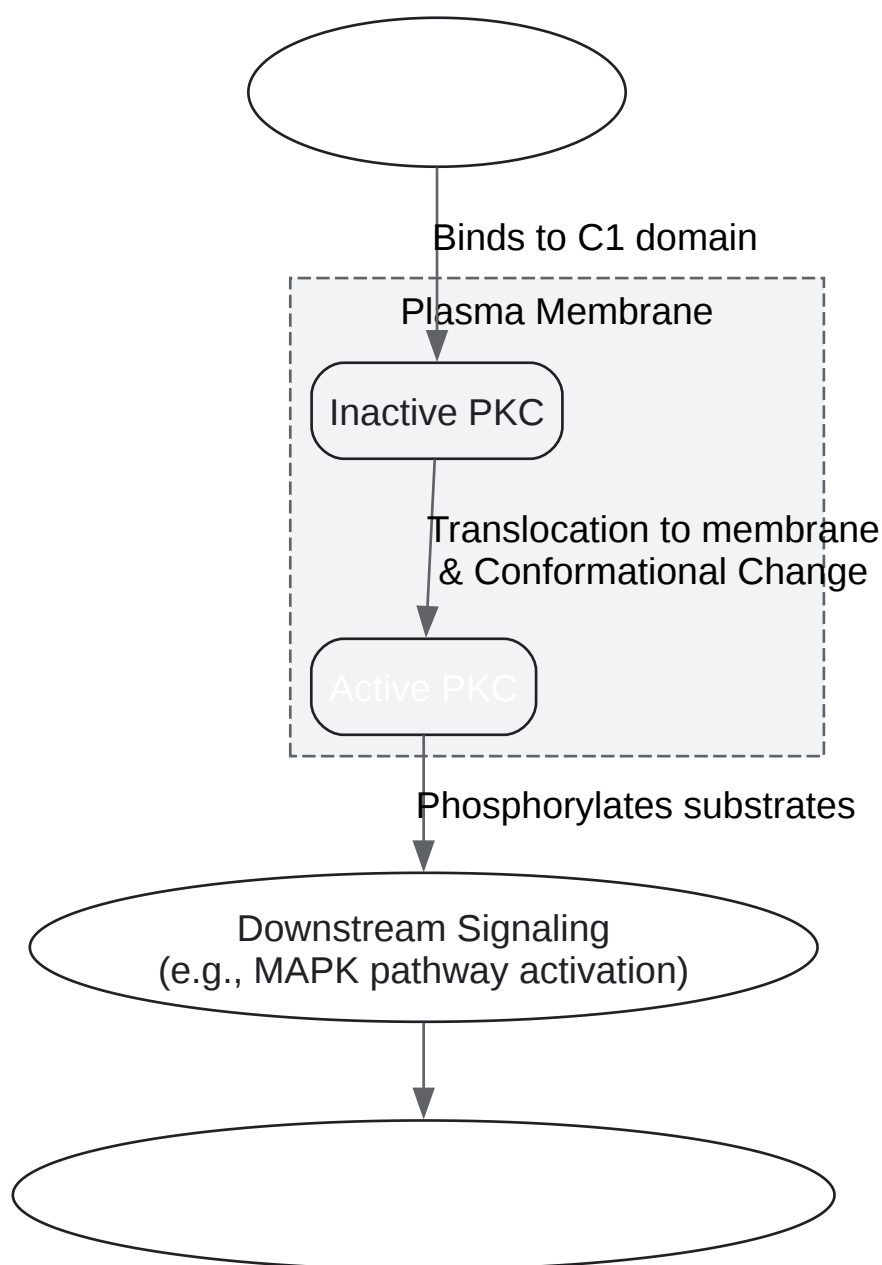 Binds to C1 domain
Plasma Membrane
Inactive PKC
Translocation to membrane
& Conformational Change
Active PKC
Phosphorylates substrates
Downstream Signaling
(e.g., MAPK pathway activation)